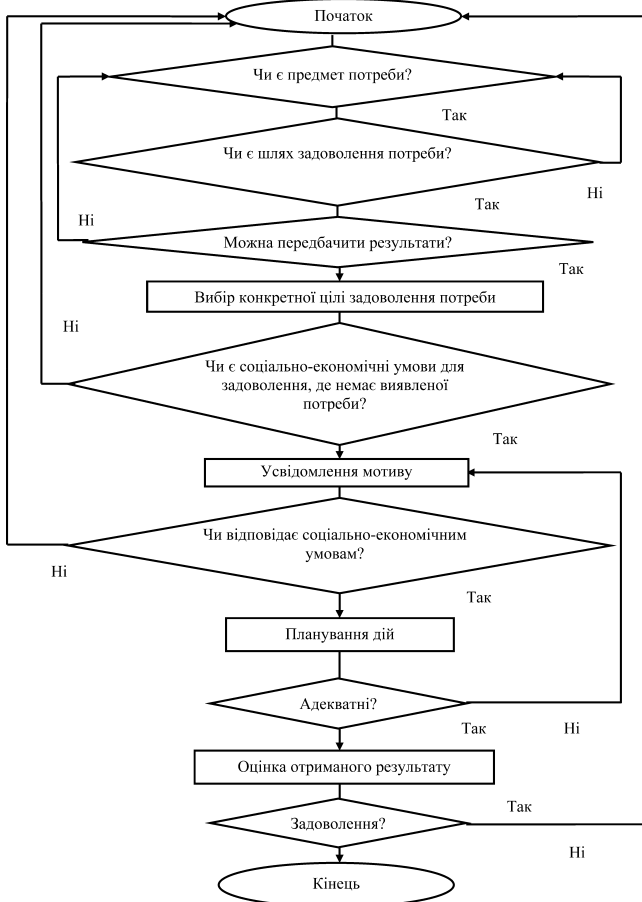 Початок
Чи є предмет потреби?
Так
Чи є шлях задоволення потреби?
Так
Ні
Ні
Можна передбачити результати?
Так
Вибір конкретної цілі задоволення потреби
Ні
Чи є соціально-економічні умови для
задоволення, де немає виявленої
потреби?
Так
Усвідомлення мотиву
Чи відповідає соціально-економічним
умовам?
Ні
Так
Планування дій
Адекватні?
Так
Ні
Оцінка отриманого результату
Так
Задоволення?
Ні
Кінець